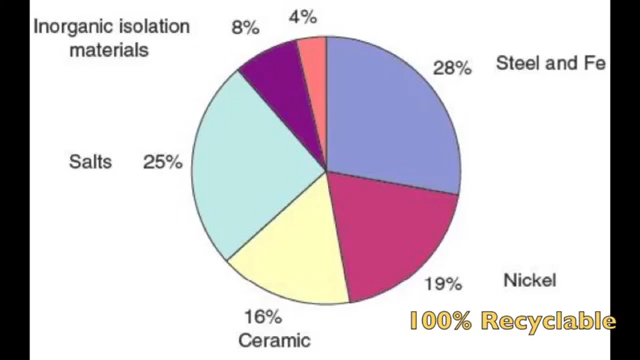 Inorganic isolation
materials
8%
4%
28%
Steel and Fe
Salts
25%
19%
Nickel
16%
Ceramic
100% Recyclable